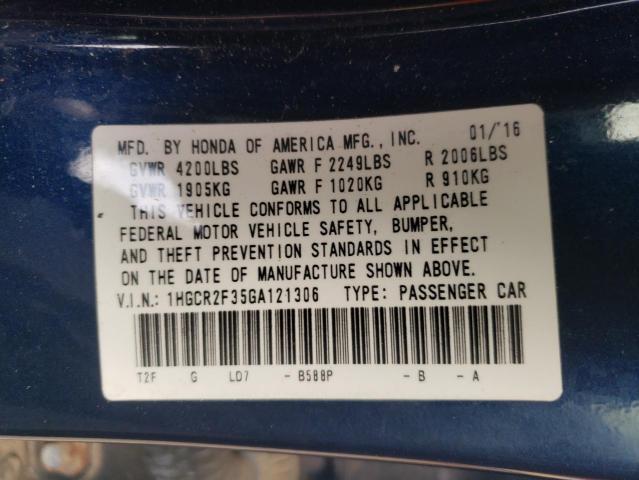 MFD. BY HONDA OF AMERICA MFG., INC. 01/'16
GVWR 4200LBS GAWR F 2249LBS R 2006LBS
GVWR 1905KG GAWR F 1020KG R 910KG
THIS VEHICLE CONFORMS TO ALL APPLICABLE
FEDERAL MOTOR VEHICLE SAFETY, BUMPER,
AND THEFT PREVENTION STANDARDS IN EFFECT
ON THE DATE OF MANUFACTURE SHOWN ABOVE.
V.I.N.: 1HGCR2F35GA121306 TYPE: PASSENGER CAR
T2F G LD7 - B588P - B - A